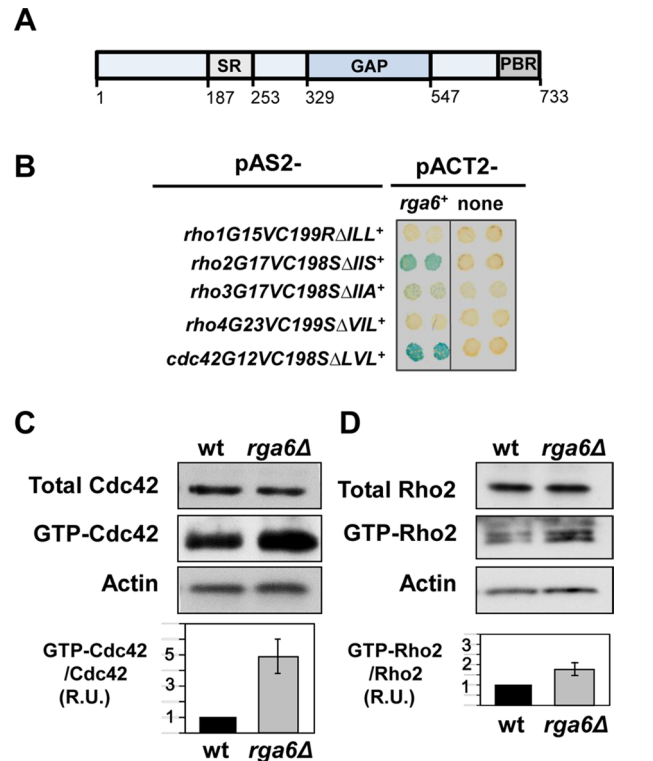 A
SR GAP PBR
1 187 253 329 547 733
B
pAS2- pACT2-
rga6+ none
rho1G15VC199RΔILL+
rho2G17VC198SΔIIS+
rho3G17VC198SΔIIA+
rho4G23VC199SΔVIL+
cdc42G12VC198SΔLVL+
C
wt rga6Δ
Total Cdc42
GTP-Cdc42
Actin
GTP-Cdc42
/Cdc42
(R.U.)
5
3
1
wt rga6Δ
D
wt rga6Δ
Total Rho2
GTP-Rho2
Actin
GTP-Rho2
/Rho2
(R.U.)
3
2
1
wt rga6Δ